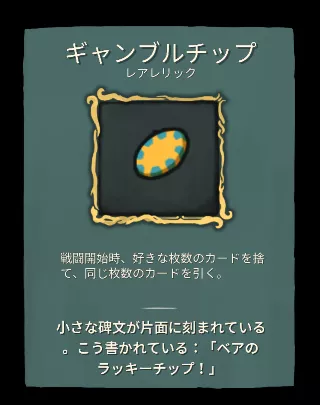 ギャンブルチップ
レアレリック
戦闘開始時、好きな枚数のカードを捨
て、同じ枚数のカードを引く。
小さな碑文が片面に刻まれている
。こう書かれている：「ベアの
ラッキーチップ！」